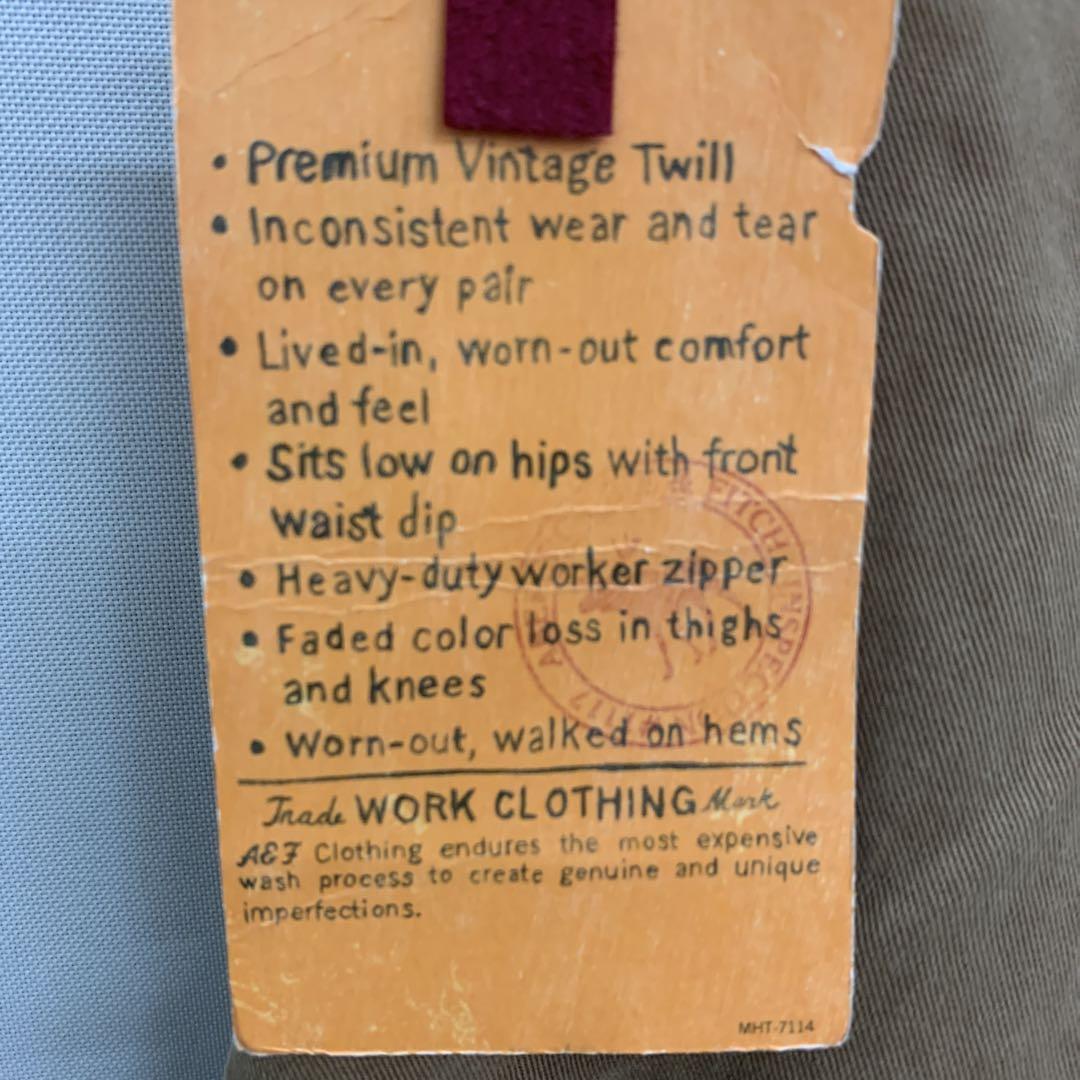 • Premium Vintage Twill
• Inconsistent wear and tear
on every pair
• Lived-in, worn-out comfort
and feel
• Sits low on hips with front
waist dip
• Heavy-duty worker zipper
• Faded color loss in thighs
and knees
• Worn-out, walked on hems
Trade WORK CLOTHING Mark
A&F Clothing endures the most expensive
wash process to create genuine and unique
imperfections.
FITCH INSPECTION
MHT-7114